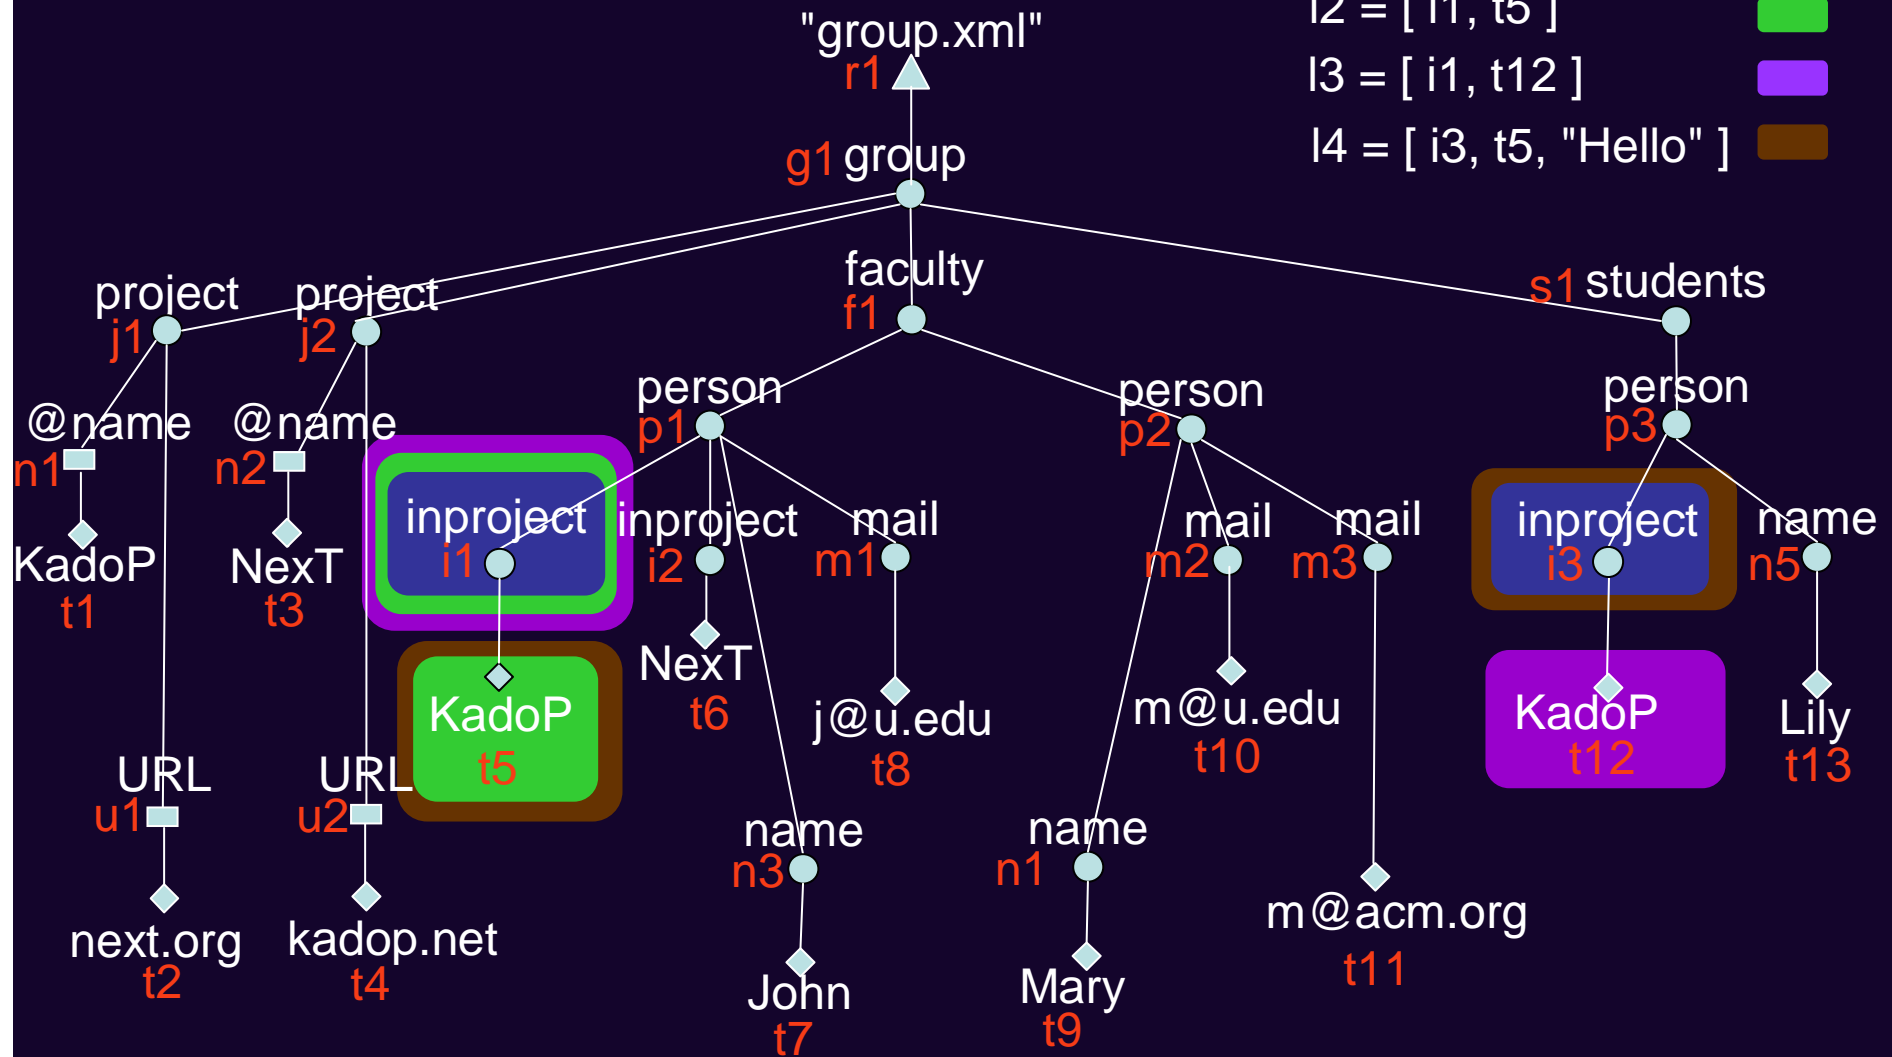 l2 = [ i1, t5 ]
"group.xml"
r1
l3 = [ i1, t12 ]
l4 = [ i3, t5, "Hello" ]
g1 group
faculty
f1
s1 students
project
j1
project
j2
person
p1
person
p2
person
p3
@name
n1
@name
n2
inproject
i1
inproject
i2
mail
m1
mail
m2
mail
m3
inproject
i3
name
n5
KadoP
t1
NexT
t3
NexT
t6
KadoP
t5
j@u.edu
t8
m@u.edu
t10
KadoP
t12
Lily
t13
URL
u1
URL
u2
name
n3
name
n1
next.org
t2
kadop.net
t4
John
t7
Mary
t9
m@acm.org
t11